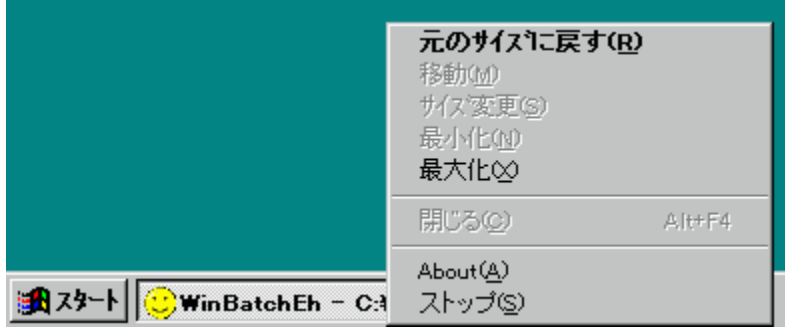 元のサイズに戻す(R)
移動(M)
サイズ変更(S)
最小化(N)
最大化(X)
閉じる(C) Alt+F4
About(A)
ストップ(S)
スタート WinBatchEh - C:¥